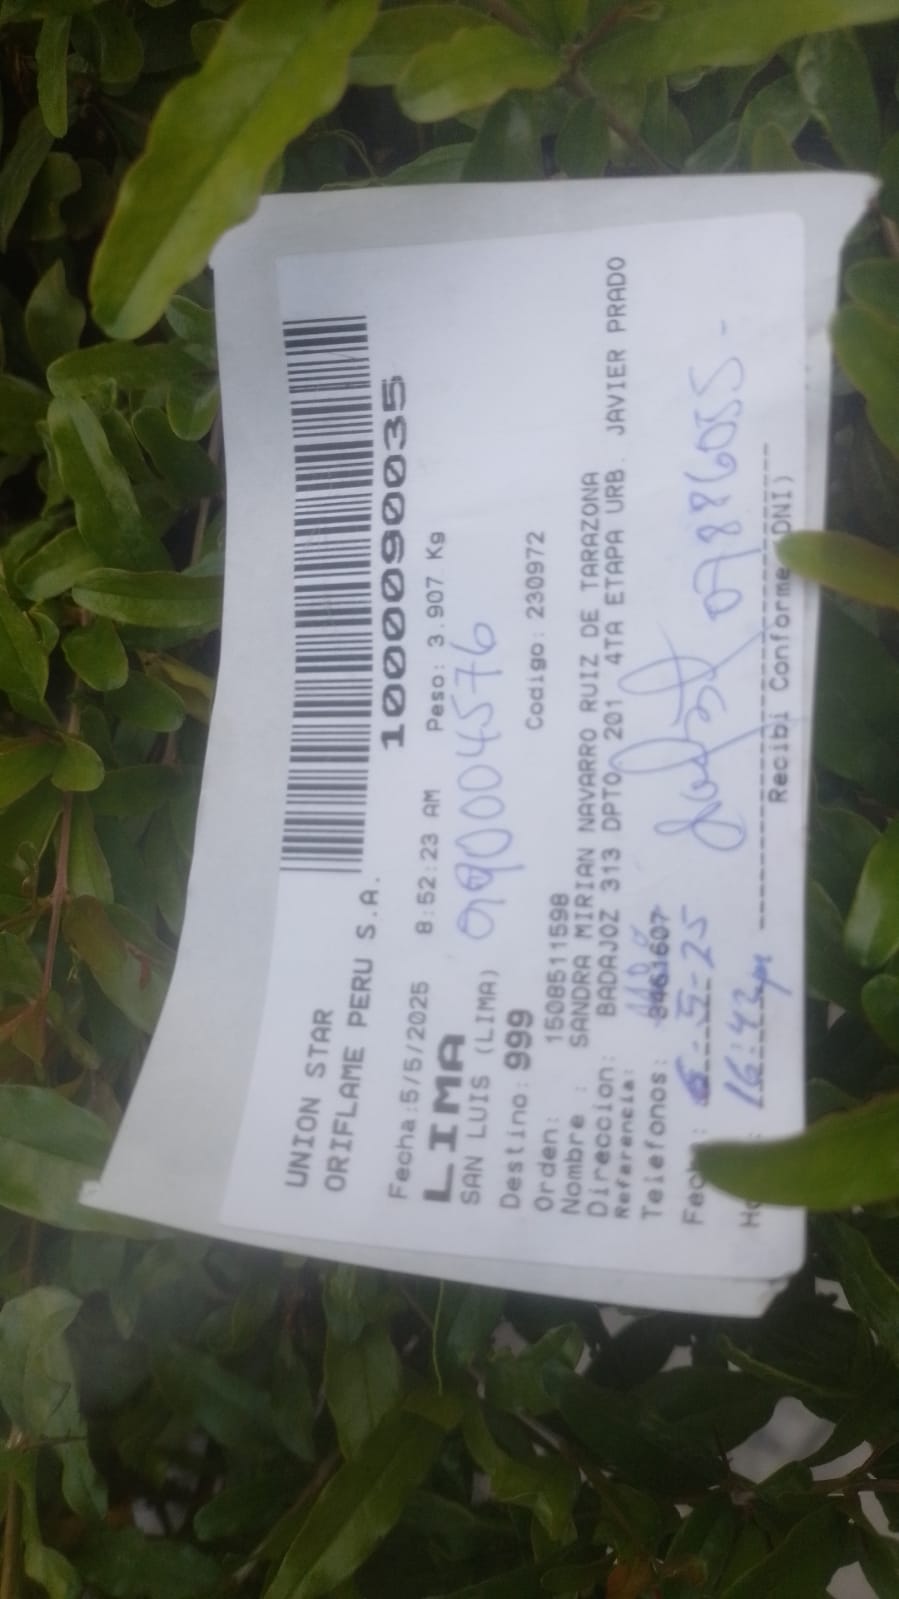 UNION STAR
ORIFLAME PERU S.A.
1000090035
Fecha:5/5/2025 8:52:23 AM Peso: 3.907 Kg
LIMA
SAN LUIS (LIMA) 990004576
Destino: 999 Codigo: 230972
Orden: 1508511598
Nombre : SANDRA MIRIAN NAVARRO RUIZ DE TARAZONA
Direccion: BADAJOZ 313 DPTO 201 4TA ETAPA URB. JAVIER PRADO
Referencia:
Telefonos: 3461607
6-5-25 07886055-
16:43pm
Recibi Conforme DNI)